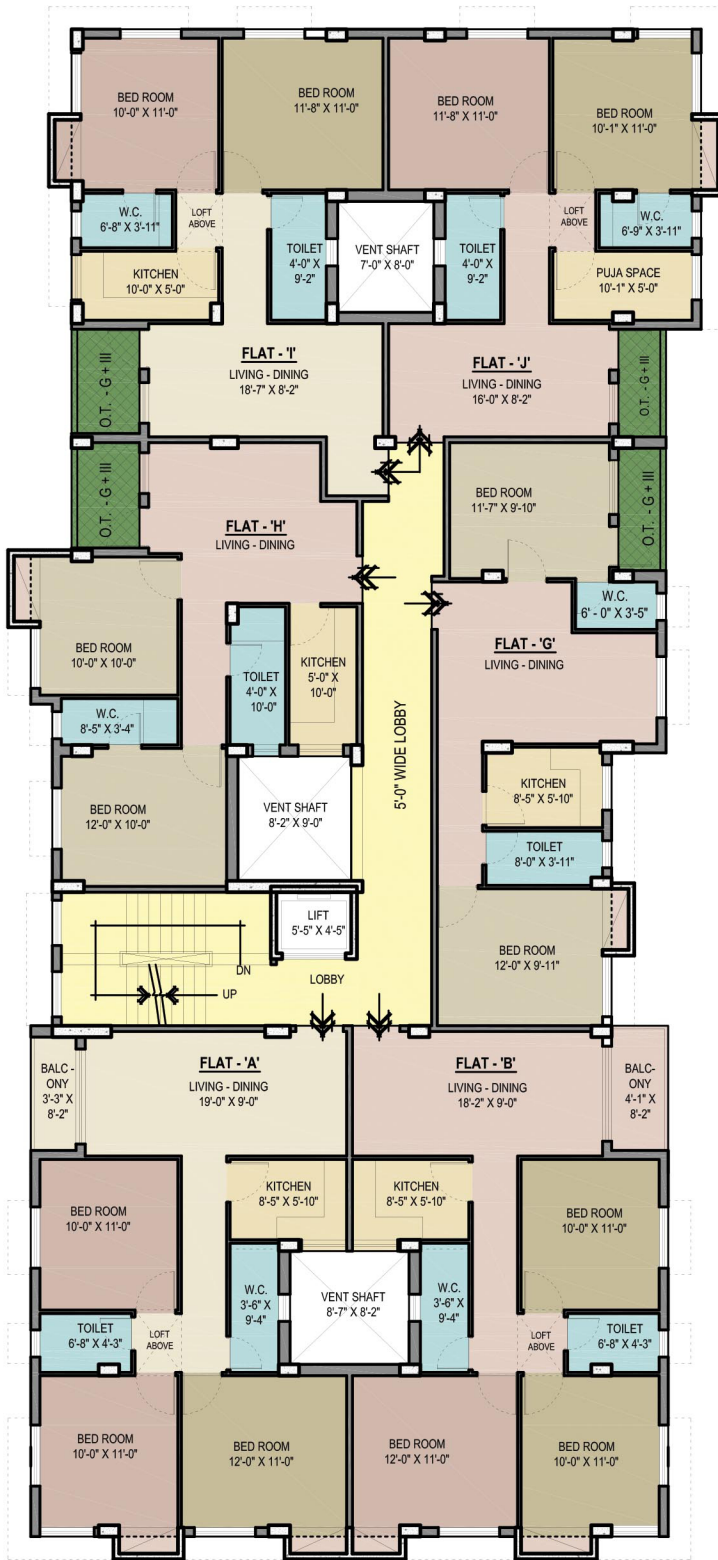 BED ROOM
10'-0" X 11'-0"
BED ROOM
11'-8" X 11'-0"
BED ROOM
11'-8" X 11'-0"
BED ROOM
10'-1" X 11'-0"
W.C.
6'-8" X 3'-11"
LOFT
ABOVE
TOILET
4'-0" X
9'-2"
VENT SHAFT
7'-0" X 8'-0"
TOILET
4'-0" X
9'-2"
LOFT
ABOVE
W.C.
6'-9" X 3'-11"
KITCHEN
10'-0" X 5'-0"
PUJA SPACE
10'-1" X 5'-0"
O.T. - G + III
FLAT - 'I'
LIVING - DINING
18'-7" X 8'-2"
FLAT - 'J'
LIVING - DINING
16'-0" X 8'-2"
O.T. - G + III
O.T. - G + III
FLAT - 'H'
LIVING - DINING
BED ROOM
11'-7" X 9'-10"
O.T. - G + III
W.C.
6' - 0" X 3'-5"
BED ROOM
10'-0" X 10'-0"
TOILET
4'-0" X
10'-0"
KITCHEN
5'-0" X
10'-0"
FLAT - 'G'
LIVING - DINING
W.C.
8'-5" X 3'-4"
5'-0" WIDE LOBBY
BED ROOM
12'-0" X 10'-0"
VENT SHAFT
8'-2" X 9'-0"
KITCHEN
8'-5" X 5'-10"
TOILET
8'-0" X 3'-11"
LIFT
5'-5" X 4'-5"
BED ROOM
12'-0" X 9'-11"
DN
UP
LOBBY
BALC -
ONY
3'-3" X
8'-2"
FLAT - 'A'
LIVING - DINING
19'-0" X 9'-0"
FLAT - 'B'
LIVING - DINING
18'-2" X 9'-0"
BALC-
ONY
4'-1" X
8'-2"
BED ROOM
10'-0" X 11'-0"
KITCHEN
8'-5" X 5'-10"
KITCHEN
8'-5" X 5'-10"
BED ROOM
10'-0" X 11'-0"
W.C.
3'-6" X
9'-4"
VENT SHAFT
8'-7" X 8'-2"
W.C.
3'-6" X
9'-4"
TOILET
6'-8" X 4'-3"
LOFT
ABOVE
LOFT
ABOVE
TOILET
6'-8" X 4'-3"
BED ROOM
10'-0" X 11'-0"
BED ROOM
12'-0" X 11'-0"
BED ROOM
12'-0" X 11'-0"
BED ROOM
10'-0" X 11'-0"